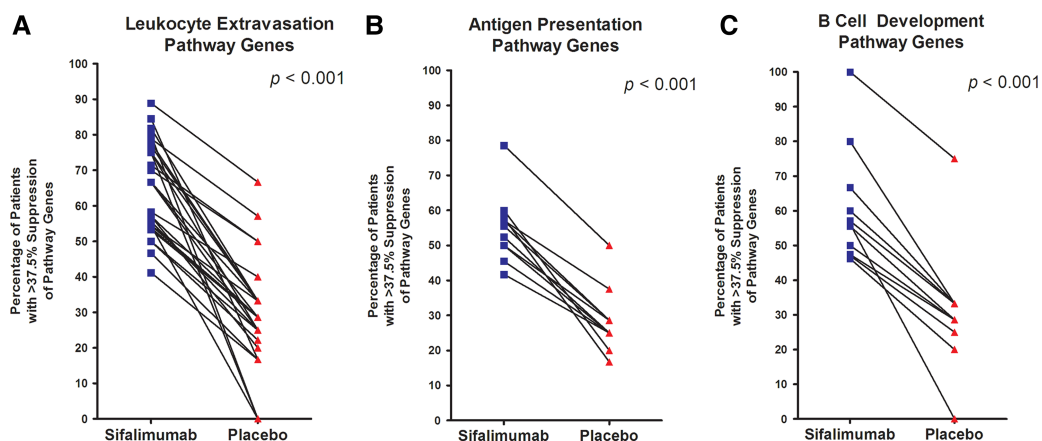 A
Leukocyte Extravasation
Pathway Genes
p < 0.001
Percentage of Patients
with >37.5% Suppression
of Pathway Genes
100
90
80
70
60
50
40
30
20
10
0
Sifalimumab
Placebo
B
Antigen Presentation
Pathway Genes
p < 0.001
Percentage of Patients
with >37.5% Suppression
of Pathway Genes
100
90
80
70
60
50
40
30
20
10
0
Sifalimumab
Placebo
C
B Cell Development
Pathway Genes
p < 0.001
Percentage of Patients
with >37.5% Suppression
of Pathway Genes
100
90
80
70
60
50
40
30
20
10
0
Sifalimumab
Placebo